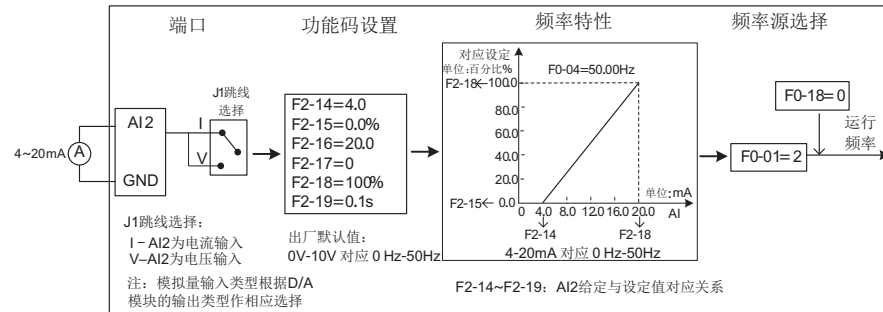 端口
功能码设置
频率特性
频率源选择
4~20mA
A
AI2
GND
I
V
J1跳线
选择
J1跳线选择：
I – AI2为电流输入
V–AI2为电压输入
注：模拟量输入类型根据D/A
模块的输出类型作相应选择
F2-14=4.0
F2-15=0.0%
F2-16=20.0
F2-17=0
F2-18=100%
F2-19=0.1s
出厂默认值：
0V-10V 对应 0 Hz-50Hz
对应设定
单位:百分比%
F0-04=50.00Hz
F2-18
100.0
80.0
60.0
40.0
20.0
F2-15
0.0
单位:mA
0 4.0 8.0 12.0 16.0 20.0 AI
F2-14
F2-18
4-20mA 对应 0 Hz-50Hz
F2-14~F2-19：AI2给定与设定值对应关系
F0-18=0
F0-01=2
运行
频率